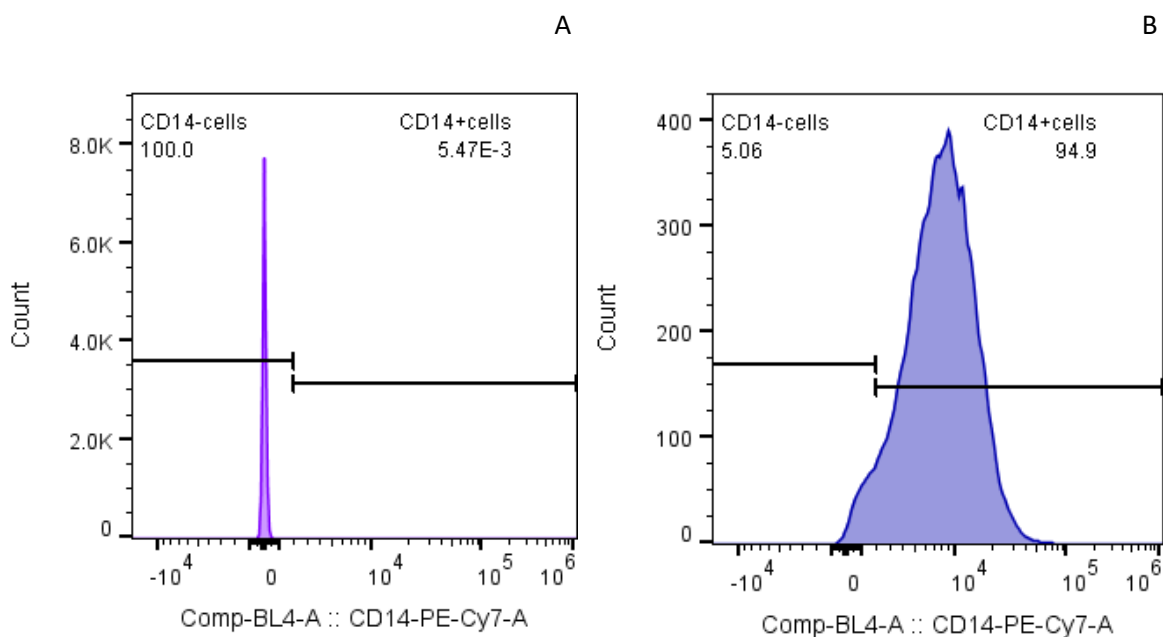 A
CD14-cells
100.0
CD14+cells
5.47E-3
8.0K
6.0K
4.0K
2.0K
0
Count
-10^4
0
10^4
10^5
10^6
Comp-BL4-A :: CD14-PE-Cy7-A
B
CD14-cells
5.06
CD14+cells
94.9
400
300
200
100
0
Count
-10^4
0
10^4
10^5
10^6
Comp-BL4-A :: CD14-PE-Cy7-A